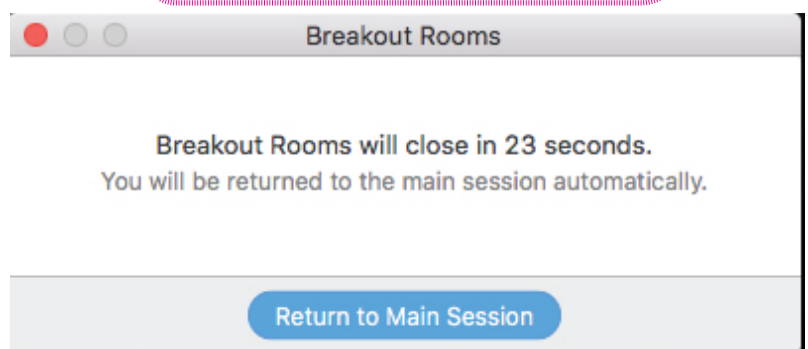 Breakout Rooms
Breakout Rooms will close in 23 seconds.
You will be returned to the main session automatically.
Return to Main Session